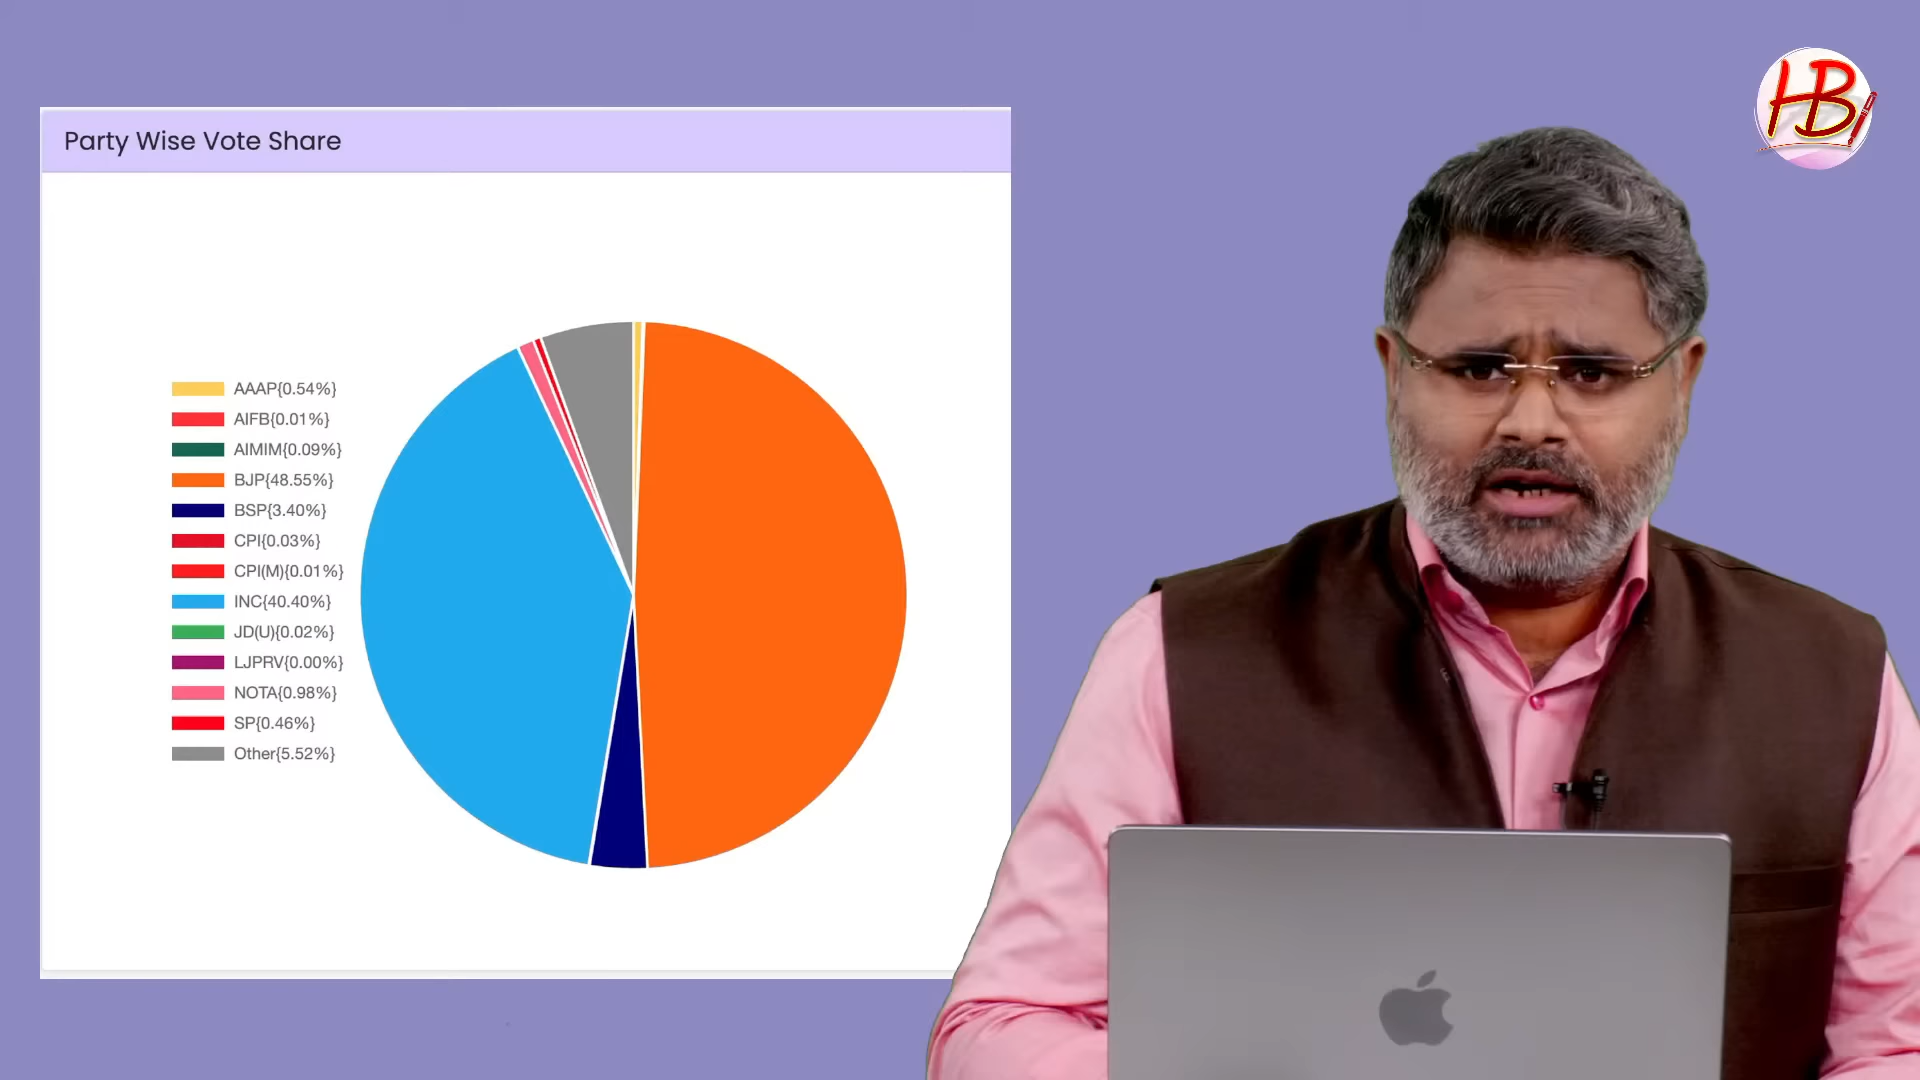 Party Wise Vote Share
AAAP{0.54%}
AIFB{0.01%}
AIMIM{0.09%}
BJP{48.55%}
BSP{3.40%}
CPI{0.03%}
CPI(M){0.01%}
INC{40.40%}
JD(U){0.02%}
LJPRV{0.00%}
NOTA{0.98%}
SP{0.46%}
Other{5.52%}
HB